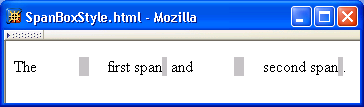 SpanBoxStyle.html - Mozilla
The first span and second span.